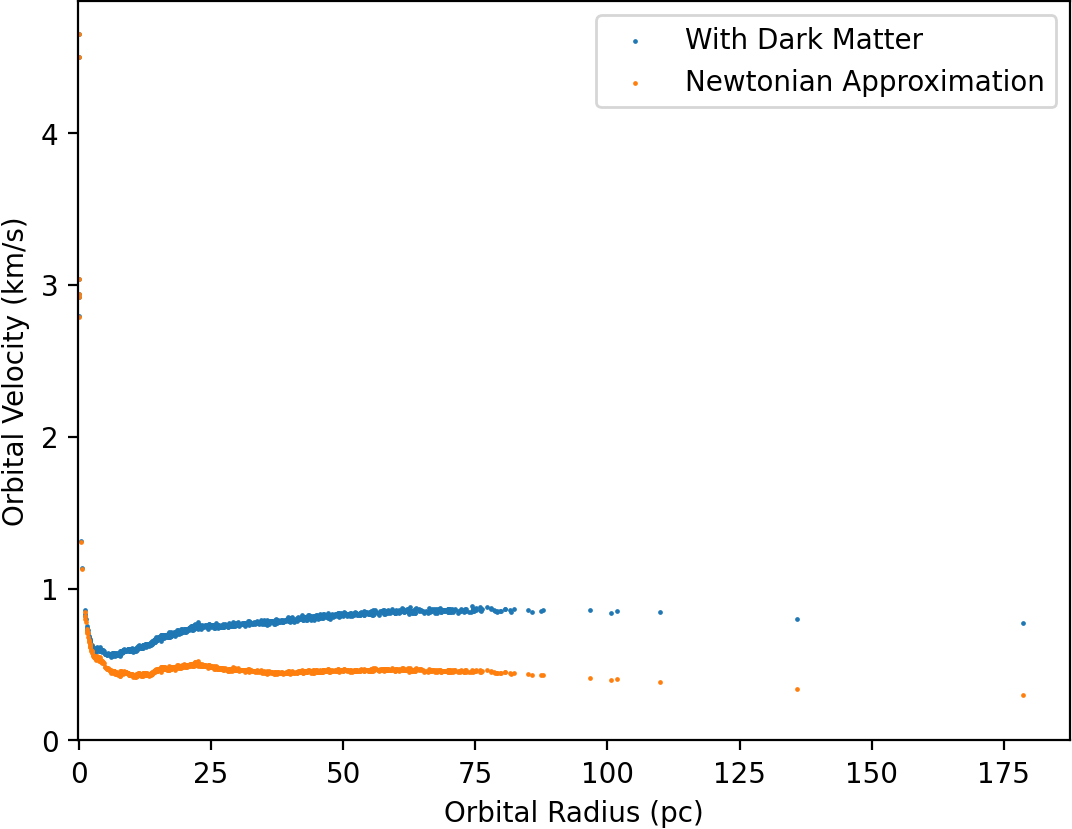 With Dark Matter
Newtonian Approximation
4
3
2
1
0
Orbital Velocity (km/s)
0 25 50 75 100 125 150 175
Orbital Radius (pc)